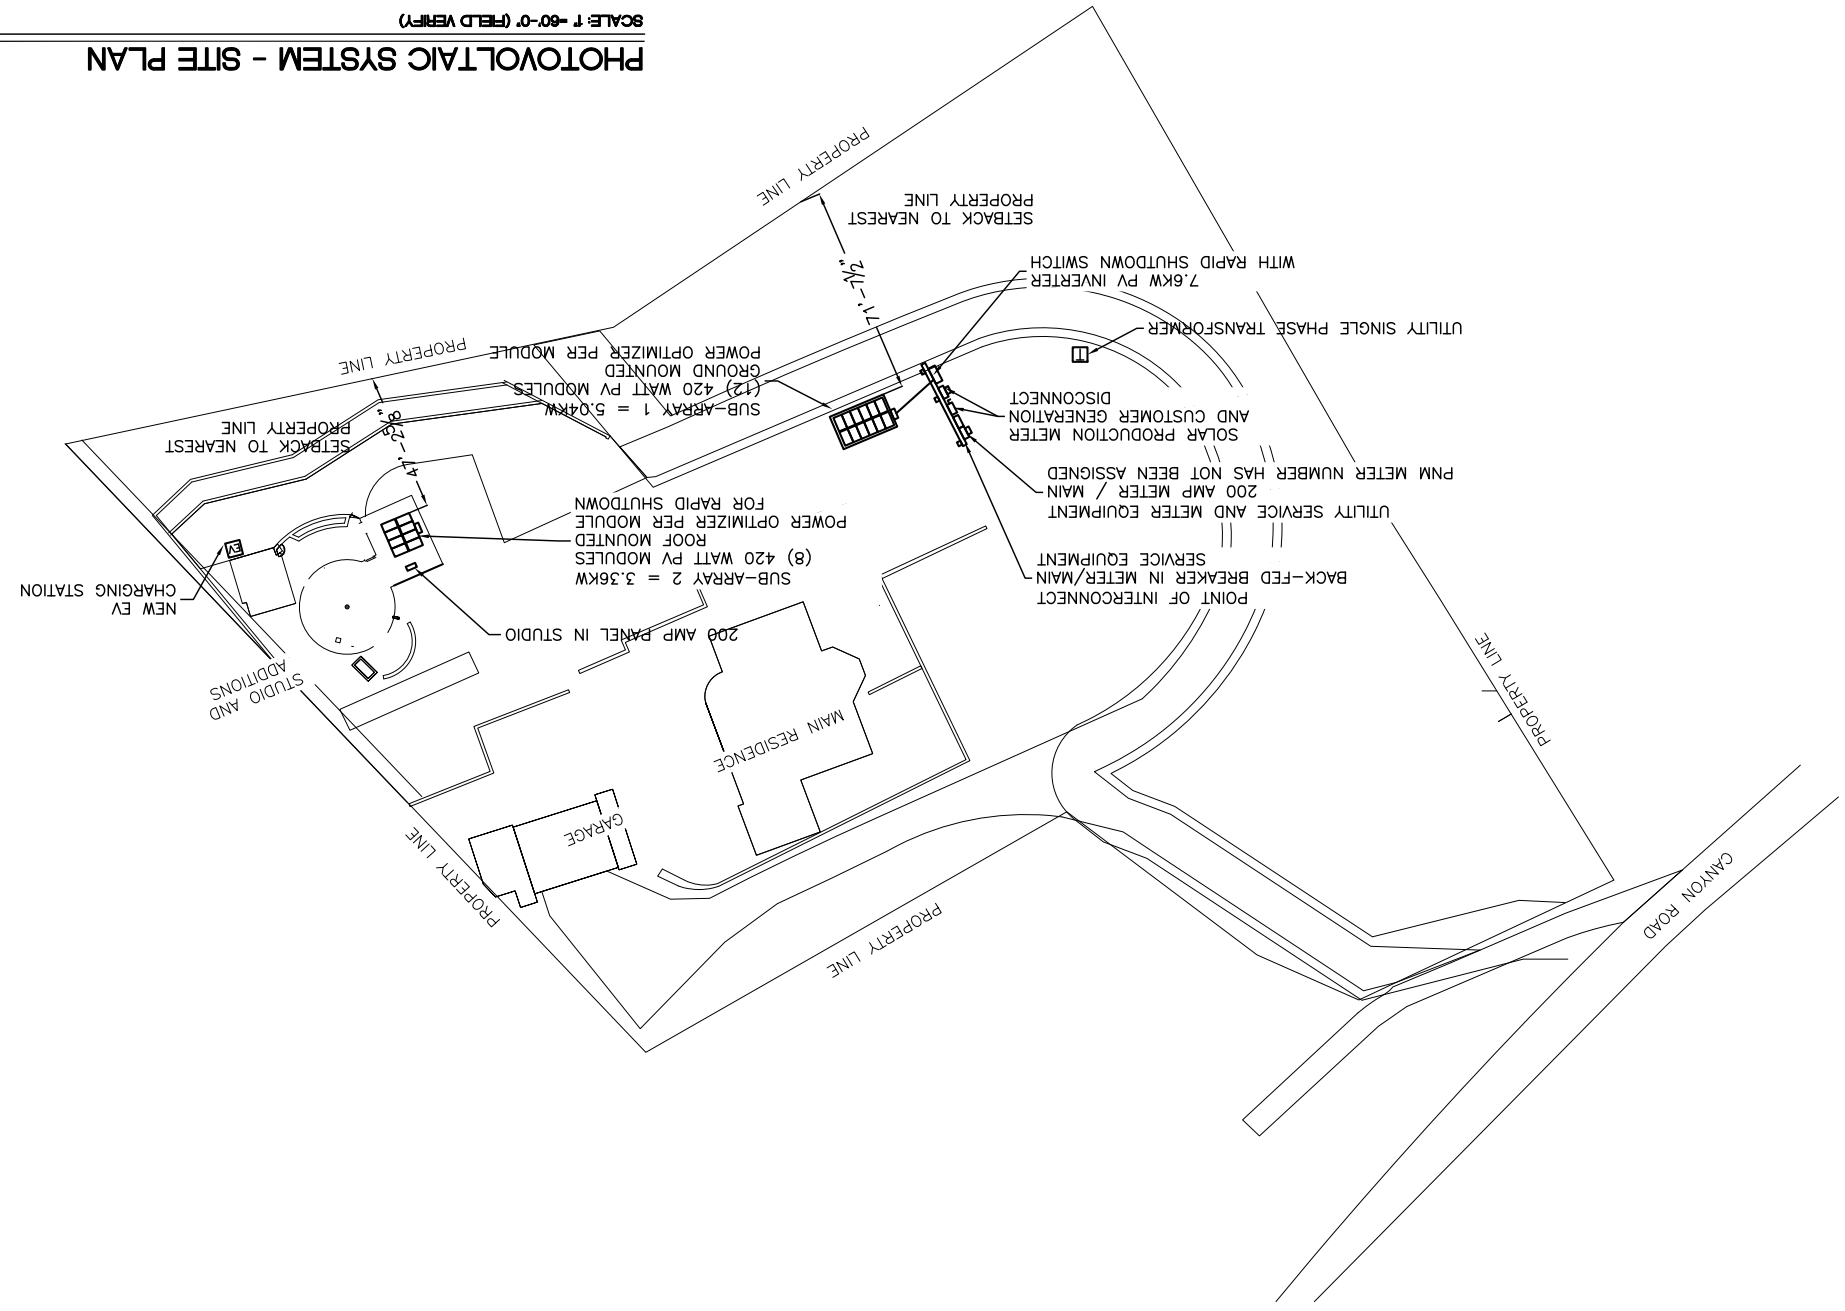 CANYON ROAD
PROPERTY LINE
PROPERTY LINE
GARAGE
MAIN RESIDENCE
PROPERTY LINE
STUDIO AND
ADDITIONS
200 AMP PANEL IN STUDIO
NEW EV
CHARGING STATION
EV
POINT OF INTERCONNECT
BACK-FED BREAKER IN METER/MAIN
SERVICE EQUIPMENT
SUB-ARRAY 2 = 3.36KW
(8) 420 WATT PV MODULES
ROOF MOUNTED
POWER OPTIMIZER PER MODULE
FOR RAPID SHUTDOWN
UTILITY SERVICE AND METER EQUIPMENT
200 AMP METER / MAIN
PNM METER NUMBER HAS NOT BEEN ASSIGNED
SOLAR PRODUCTION METER
AND CUSTOMER GENERATION
DISCONNECT
47'-2 5/8"
SETBACK TO NEAREST
PROPERTY LINE
SUB-ARRAY 1 = 5.04KW
(12) 420 WATT PV MODULES
GROUND MOUNTED
POWER OPTIMIZER PER MODULE
PROPERTY LINE
UTILITY SINGLE PHASE TRANSFORMER
T
7.6KW PV INVERTER
WITH RAPID SHUTDOWN SWITCH
71'-7 1/2"
SETBACK TO NEAREST
PROPERTY LINE
PROPERTY LINE
PHOTOVOLTAIC SYSTEM - SITE PLAN
SCALE: 1" =60'-0" (FIELD VERIFY)